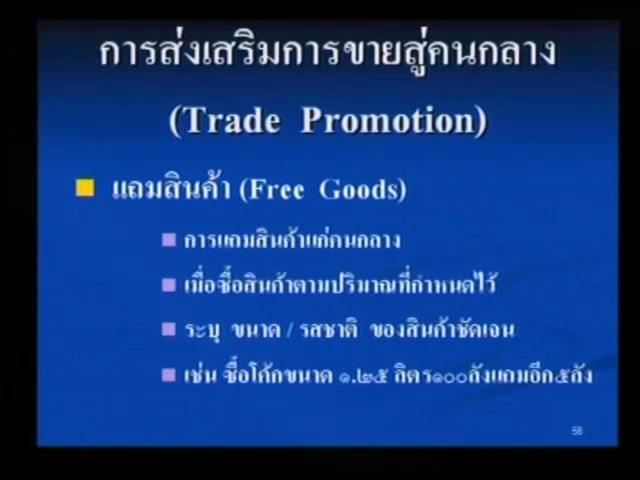 การส่งเสริมการขายสู่คนกลาง
(Trade Promotion)
แถมสินค้า (Free Goods)
การแถมสินค้าแก่คนกลาง
เมื่อซื้อสินค้าตามปริมาณที่กำหนดไว้
ระบุ ขนาด / รสชาติ ของสินค้าชัดเจน
เช่น ซื้อโค้กขนาด ๑.๒๕ ลิตร๑๐๐ลังแถมอีก๕ลัง
58